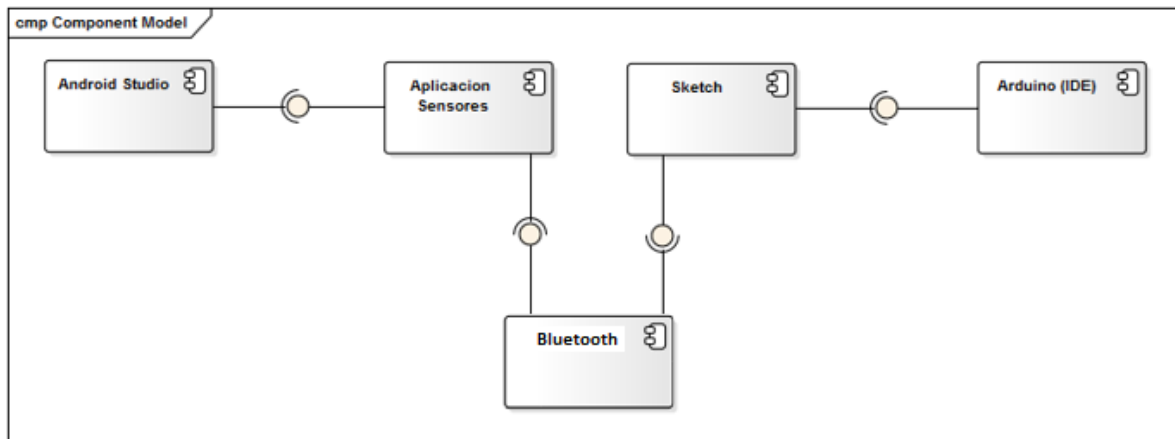 cmp Component Model
Android Studio
Aplicacion
Sensores
Sketch
Arduino (IDE)
Bluetooth